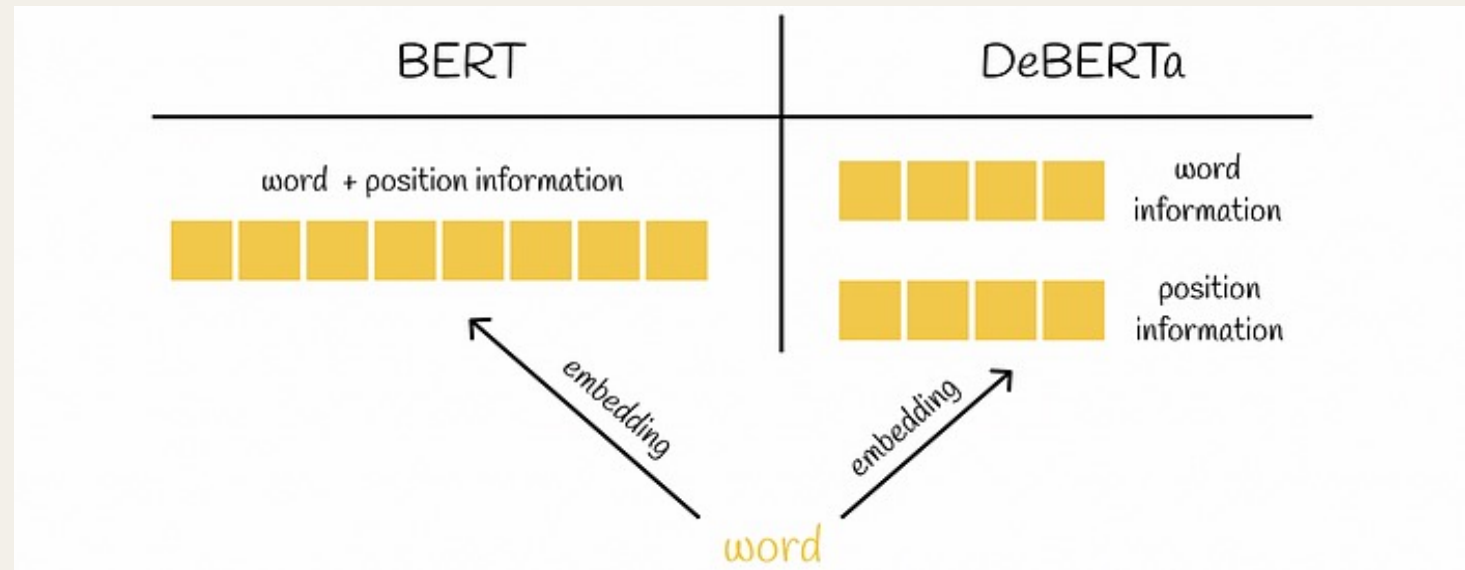 BERT
DeBERTa
word + position information
word
information
position
information
embedding
embedding
word